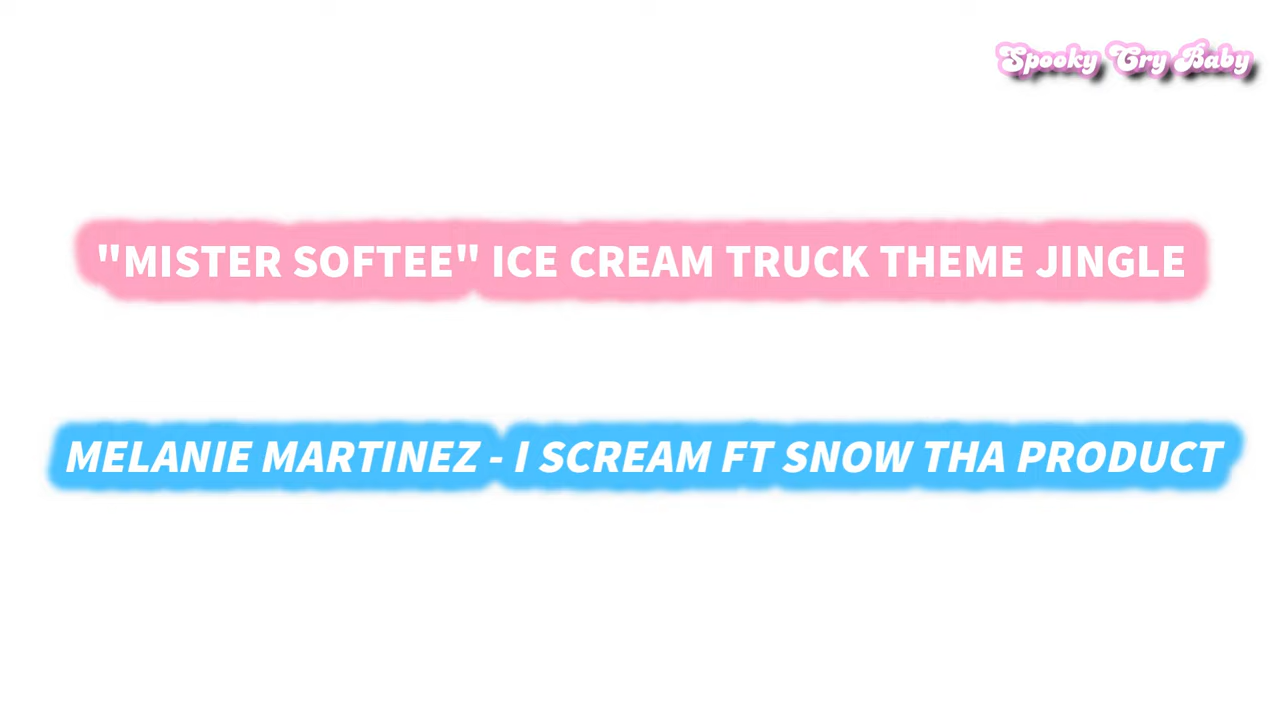 Spooky Cry Baby
"MISTER SOFTEE" ICE CREAM TRUCK THEME JINGLE
MELANIE MARTINEZ - I SCREAM FT SNOW THA PRODUCT